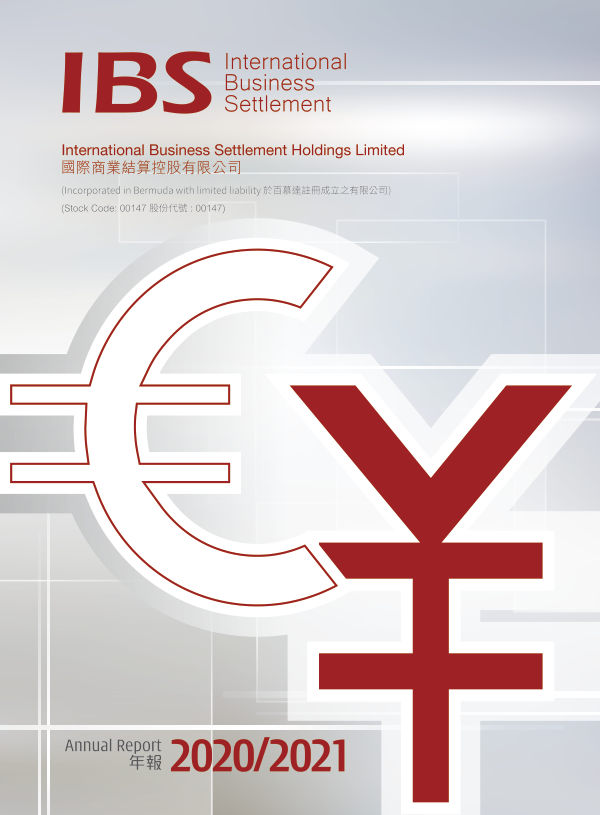 IBS
International
Business
Settlement
International Business Settlement Holdings Limited
國際商業結算控股有限公司
(Incorporated in Bermuda with limited liability 於百慕達註冊成立之有限公司)
(Stock Code: 00147 股份代號 : 00147)
€
¥
Annual Report
年報
2020/2021